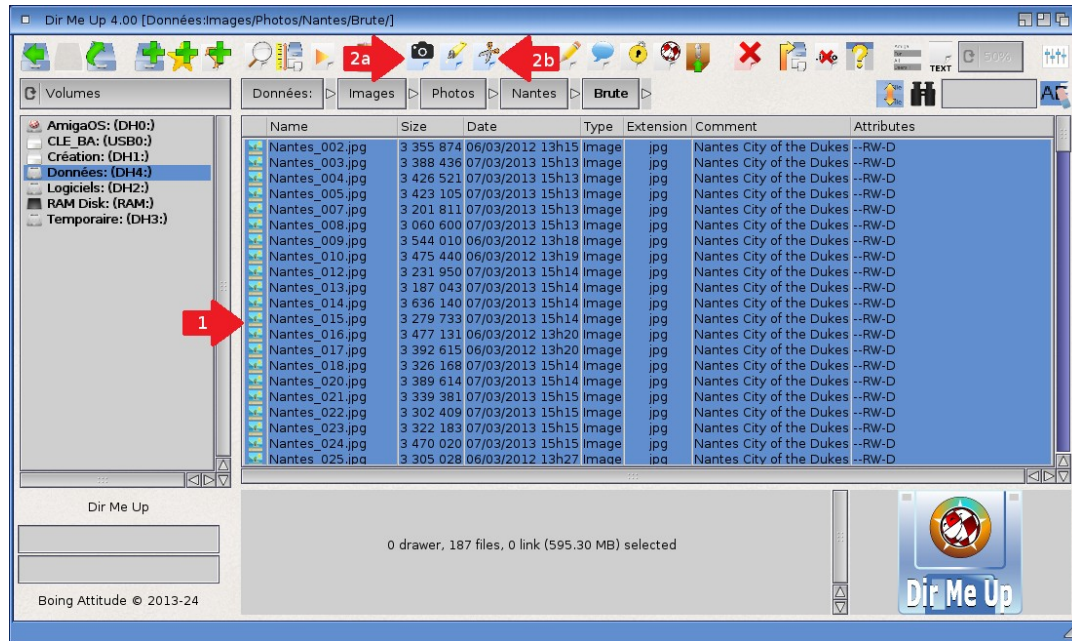 Dir Me Up 4.00 [Données:Images/Photos/Nantes/Brute/]
2a 2b TEXT 50%
Volumes Données: Images Photos Nantes Brute
AmigaOS: (DH0:)
CLE_BA: (USB0:)
Création: (DH1:)
Données: (DH4:)
Logiciels: (DH2:)
RAM Disk: (RAM:)
Temporaire: (DH3:)
Name Size Date Type Extension Comment Attributes
Nantes_002.jpg 3 355 874 06/03/2012 13h15 Image jpg Nantes City of the Dukes --RW-D
Nantes_003.jpg 3 388 436 07/03/2013 15h13 Image jpg Nantes City of the Dukes --RW-D
Nantes_004.jpg 3 426 521 07/03/2013 15h13 Image jpg Nantes City of the Dukes --RW-D
Nantes_005.jpg 3 423 105 07/03/2013 15h13 Image jpg Nantes City of the Dukes --RW-D
Nantes_007.jpg 3 201 811 07/03/2013 15h13 Image jpg Nantes City of the Dukes --RW-D
Nantes_008.jpg 3 060 600 07/03/2013 15h13 Image jpg Nantes City of the Dukes --RW-D
Nantes_009.jpg 3 544 010 06/03/2012 13h18 Image jpg Nantes City of the Dukes --RW-D
Nantes_010.jpg 3 475 440 06/03/2012 13h19 Image jpg Nantes City of the Dukes --RW-D
Nantes_012.jpg 3 231 950 07/03/2013 15h14 Image jpg Nantes City of the Dukes --RW-D
Nantes_013.jpg 3 187 043 07/03/2013 15h14 Image jpg Nantes City of the Dukes --RW-D
Nantes_014.jpg 3 636 140 07/03/2013 15h14 Image jpg Nantes City of the Dukes --RW-D
1 Nantes_015.jpg 3 279 733 07/03/2013 15h14 Image jpg Nantes City of the Dukes --RW-D
Nantes_016.jpg 3 477 131 06/03/2012 13h20 Image jpg Nantes City of the Dukes --RW-D
Nantes_017.jpg 3 392 615 06/03/2012 13h20 Image jpg Nantes City of the Dukes --RW-D
Nantes_018.jpg 3 326 168 07/03/2013 15h14 Image jpg Nantes City of the Dukes --RW-D
Nantes_020.jpg 3 389 614 07/03/2013 15h14 Image jpg Nantes City of the Dukes --RW-D
Nantes_021.jpg 3 339 381 07/03/2013 15h15 Image jpg Nantes City of the Dukes --RW-D
Nantes_022.jpg 3 302 409 07/03/2013 15h15 Image jpg Nantes City of the Dukes --RW-D
Nantes_023.jpg 3 322 183 07/03/2013 15h15 Image jpg Nantes City of the Dukes --RW-D
Nantes_024.jpg 3 470 020 07/03/2013 15h15 Image jpg Nantes City of the Dukes --RW-D
Nantes_025.jpg 3 305 028 06/03/2012 13h27 Image jpg Nantes City of the Dukes --RW-D
Dir Me Up
0 drawer, 187 files, 0 link (595.30 MB) selected
Boing Attitude © 2013-24
Dir Me Up